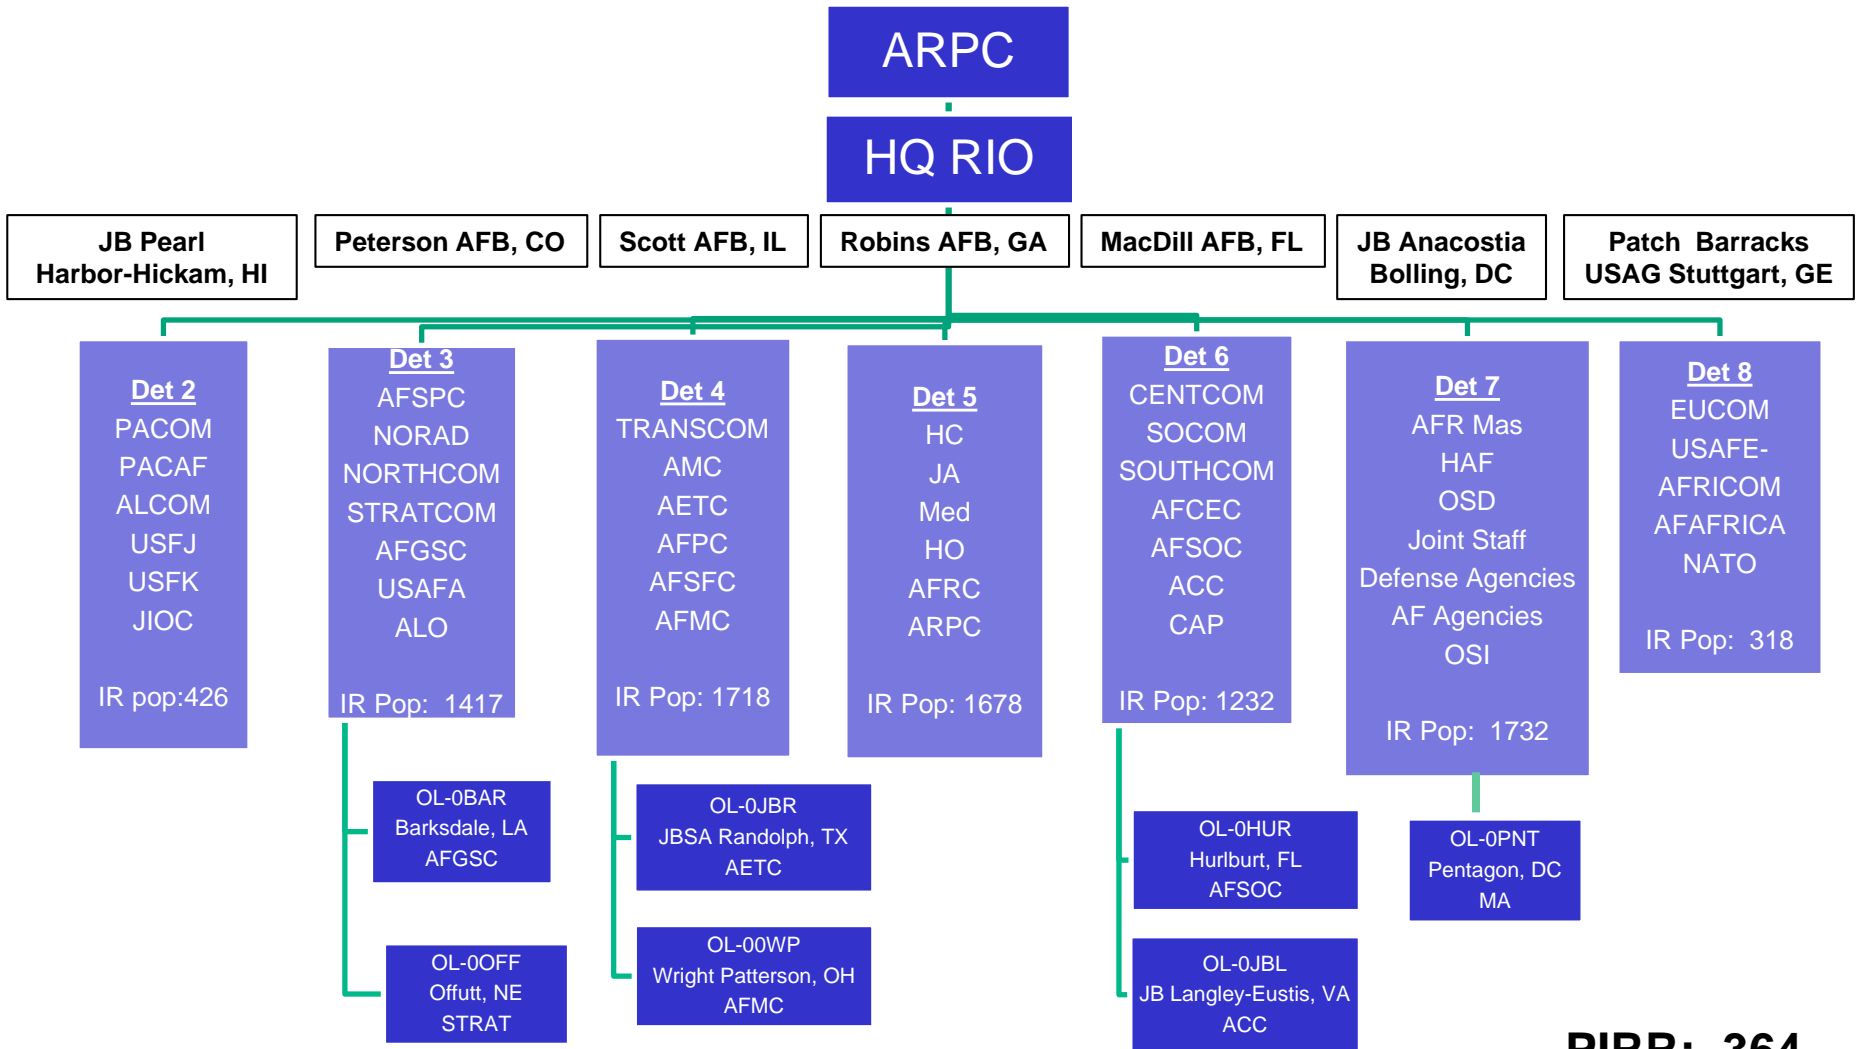 ARPC
HQ RIO
JB Pearl
Harbor-Hickam, HI
Peterson AFB, CO
Scott AFB, IL
Robins AFB, GA
MacDill AFB, FL
JB Anacostia
Bolling, DC
Patch Barracks
USAG Stuttgart, GE
Det 2
PACOM
PACAF
ALCOM
USFJ
USFK
JIOC
IR pop:426
Det 3
AFSPC
NORAD
NORTHCOM
STRATCOM
AFGSC
USAFA
ALO
IR Pop: 1417
Det 4
TRANSCOM
AMC
AETC
AFPC
AFSFC
AFMC
IR Pop: 1718
Det 5
HC
JA
Med
HO
AFRC
ARPC
IR Pop: 1678
Det 6
CENTCOM
SOCOM
SOUTHCOM
AFCEC
AFSOC
ACC
CAP
IR Pop: 1232
Det 7
AFR Mas
HAF
OSD
Joint Staff
Defense Agencies
AF Agencies
OSI
IR Pop: 1732
Det 8
EUCOM
USAFE-
AFRICOM
AFAFRICA
NATO
IR Pop: 318
OL-0BAR
Barksdale, LA
AFGSC
OL-0OFF
Offutt, NE
STRAT
OL-0JBR
JBSA Randolph, TX
AETC
OL-00WP
Wright Patterson, OH
AFMC
OL-0HUR
Hurlburt, FL
AFSOC
OL-0JBL
JB Langley-Eustis, VA
ACC
OL-0PNT
Pentagon, DC
MA
364